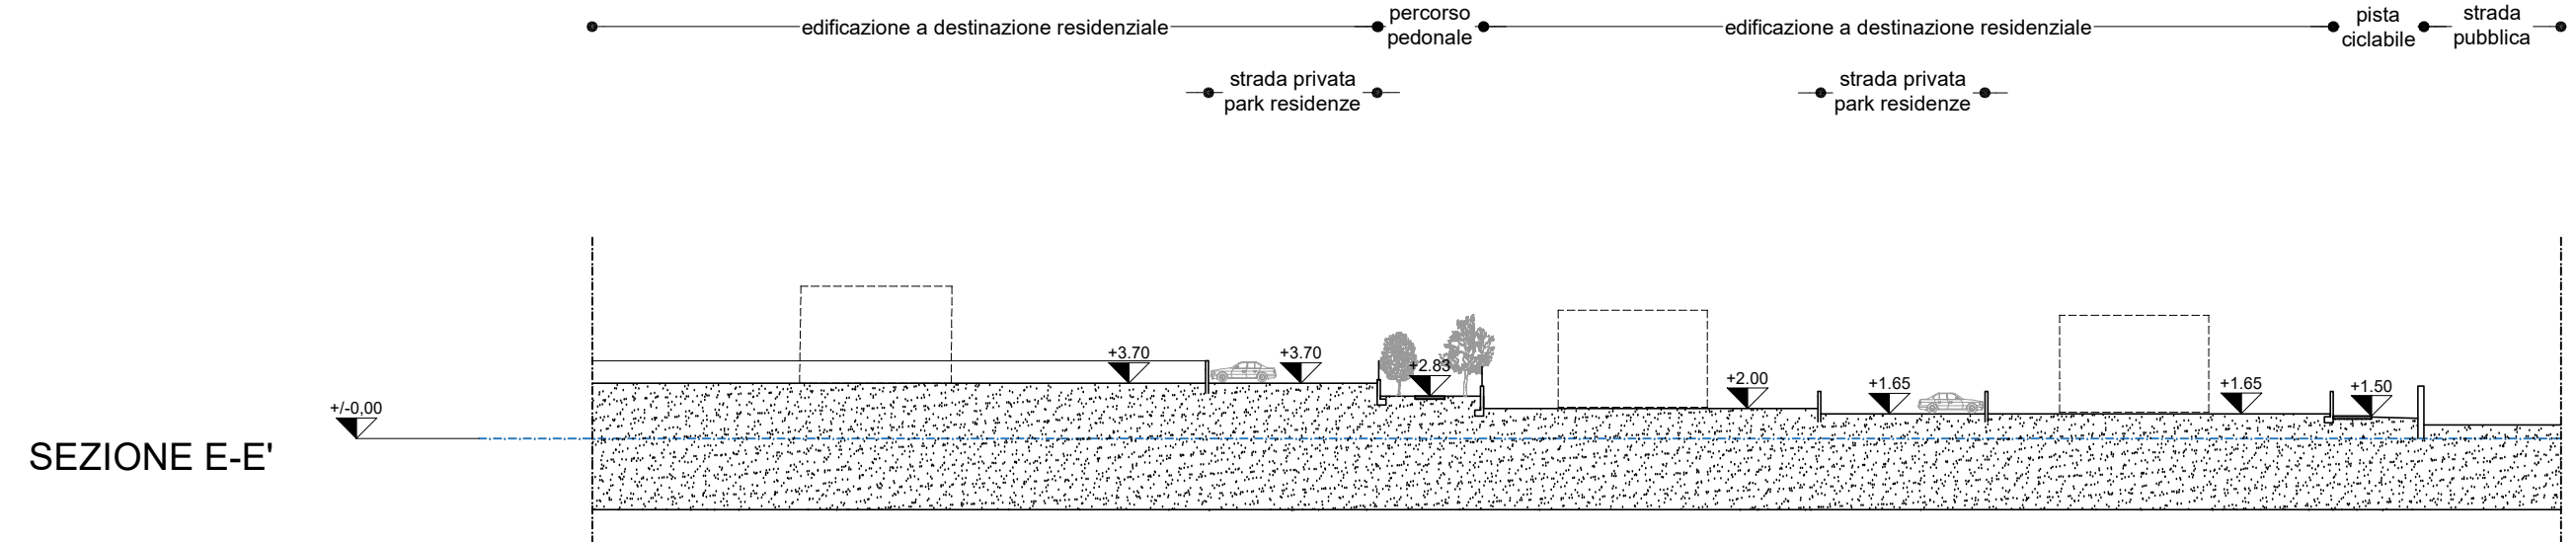 edificazione a destinazione residenziale
percorso
pedonale
edificazione a destinazione residenziale
pista
ciclabile
strada
pubblica
strada privata
park residenze
strada privata
park residenze
+3.70
+3.70
+2.83
+2.00
+1.65
+1.65
+1.50
+/-0,00
SEZIONE E-E'